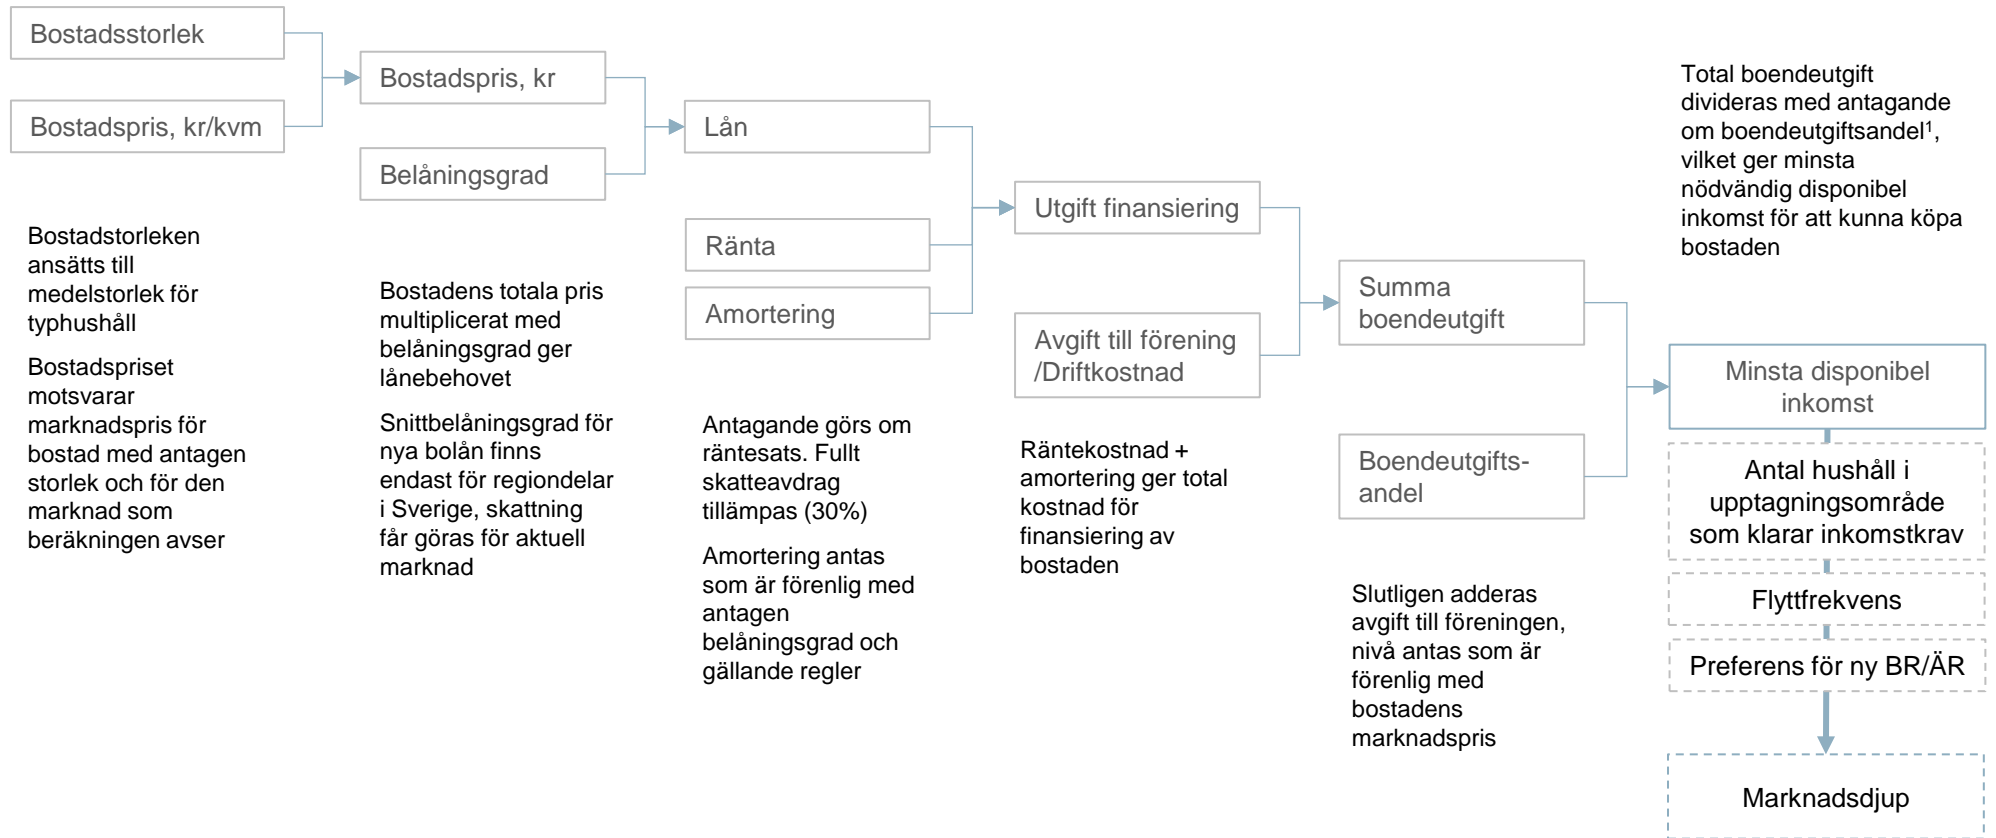 Bostadsstorlek
Bostadspris, kr/kvm
Bostadstorleken
ansätts till
medelstorlek för
typhushåll
Bostadspriset
motsvarar
marknadspris för
bostad med antagen
storlek och för den
marknad som
beräkningen avser
Bostadspris, kr
Belåningsgrad
Bostadens totala pris
multiplicerat med
belåningsgrad ger
lånebehovet
Snittbelåningsgrad för
nya bolån finns
endast för regiondelar
i Sverige, skattning
får göras för aktuell
marknad
Lån
Ränta
Amortering
Antagande görs om
räntesats. Fullt
skatteavdrag
tillämpas (30%)
Amortering antas
som är förenlig med
antagen
belåningsgrad och
gällande regler
Utgift finansiering
Avgift till förening
/Driftkostnad
Räntekostnad +
amortering ger total
kostnad för
finansiering av
bostaden
Summa
boendeutgift
Boendeutgifts-
andel
Slutligen adderas
avgift till föreningen,
nivå antas som är
förenlig med
bostadens
marknadspris
Total boendeutgift
divideras med antagande
om boendeutgiftsandel¹,
vilket ger minsta
nödvändig disponibel
inkomst för att kunna köpa
bostaden
Minsta disponibel
inkomst
Antal hushåll i
upptagningsområde
som klarar inkomstkrav
Flyttfrekvens
Preferens för ny BR/ÄR
Marknadsdjup